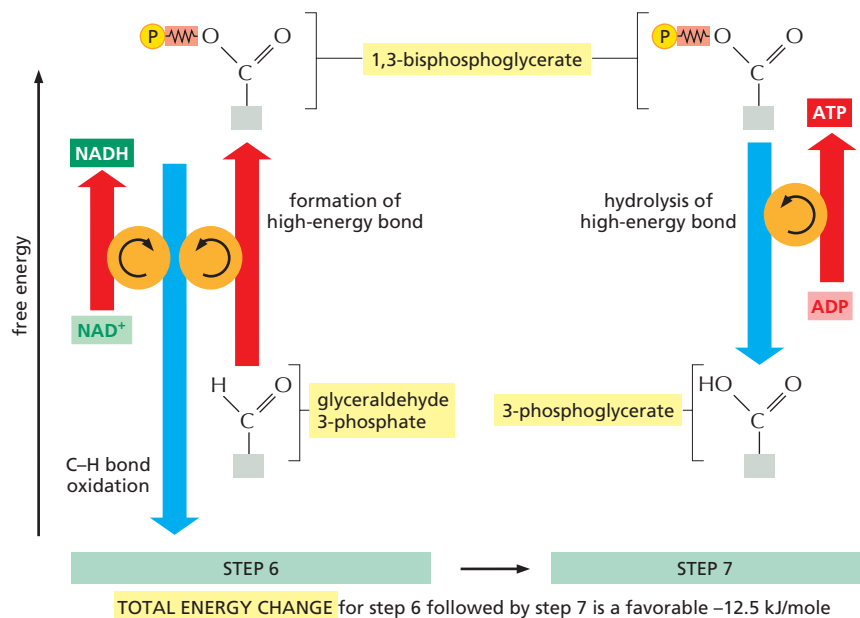 P
O
O
C
1,3-bisphosphoglycerate
P
O
O
C
free energy
NADH
NAD+
formation of
high-energy bond
hydrolysis of
high-energy bond
ATP
ADP
H
O
C
glyceraldehyde
3-phosphate
3-phosphoglycerate
HO
O
C
C–H bond
oxidation
STEP 6
STEP 7
TOTAL ENERGY CHANGE for step 6 followed by step 7 is a favorable –12.5 kJ/mole